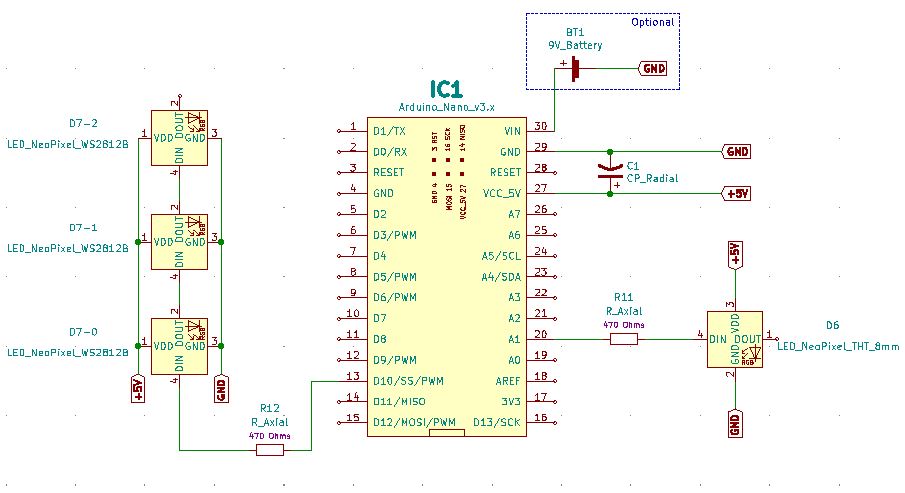 Optional
BT1
9V_Battery
+
GND
IC1
Arduino_Nano_v3.x
3 RST
16 SCK
14 MISO
GND 4
MOSI 15
VCC_5V 27
1 D1/TX
2 D0/RX
3 RESET
4 GND
5 D2
6 D3/PWM
7 D4
8 D5/PWM
9 D6/PWM
10 D7
11 D8
12 D9/PWM
13 D10/SS/PWM
14 D11/MISO
15 D12/MOSI/PWM
VIN 30
GND 29
RESET 28
VCC_5V 27
A7 26
A6 25
A5/SCL 24
A4/SDA 23
A3 22
A2 21
A1 20
A0 19
AREF 18
3V3 17
D13/SCK 16
GND
C1
CP_Radial
+
+5V
D7-2
LED_NeoPixel_WS2812B
2
DOUT
RGB
1 VDD GND 3
DIN
4
D7-1
LED_NeoPixel_WS2812B
2
DOUT
RGB
1 VDD GND 3
DIN
4
D7-0
LED_NeoPixel_WS2812B
2
DOUT
RGB
1 VDD GND 3
DIN
4
+5V
GND
R12
R_Axial
470 Ohms
R11
R_Axial
470 Ohms
+5V
3
VDD
4 DIN DOUT 1
GND
RGB
2
GND
D6
LED_NeoPixel_THT_8mm